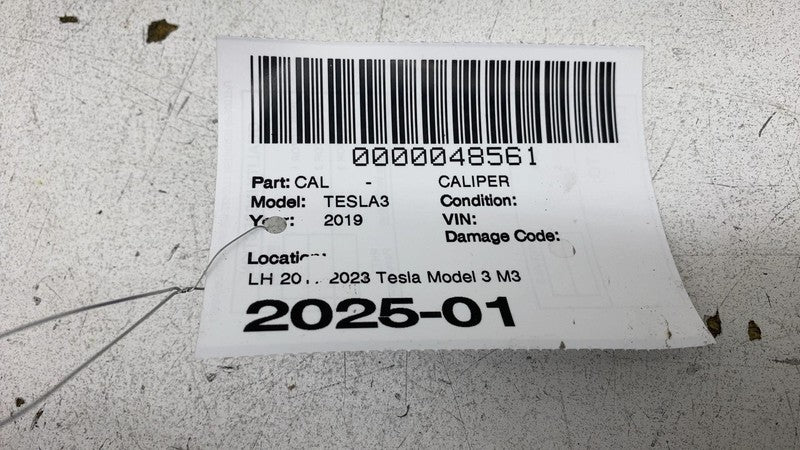 0000048561
Part: CAL - CALIPER
Model: TESLA3 Condition:
2019 VIN:
Damage Code:
LH 2023 Tesla Model 3 M3
2025-01